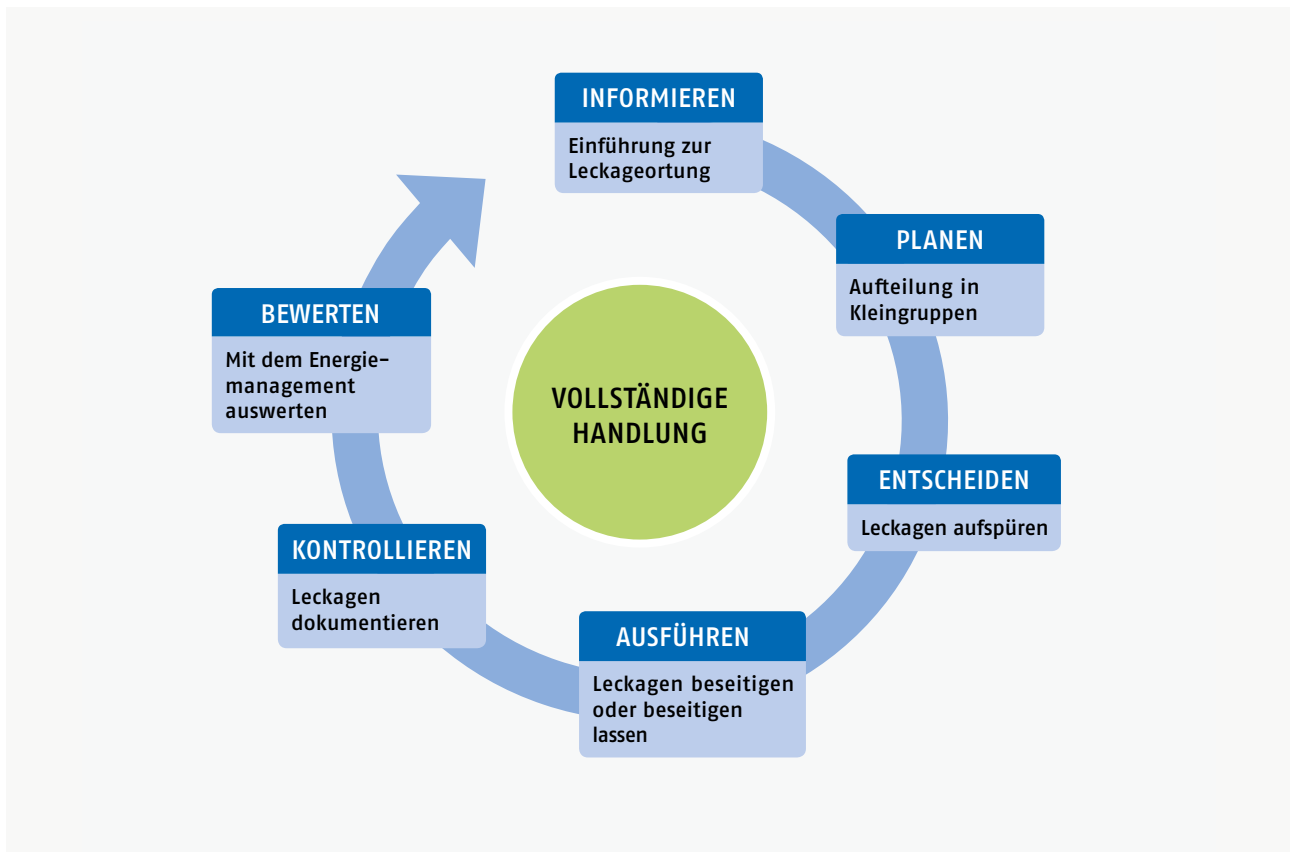 INFORMIEREN
Einführung zur
Leckageortung
PLANEN
Aufteilung in
Kleingruppen
ENTSCHEIDEN
Leckagen aufspüren
AUSFÜHREN
Leckagen beseitigen
oder beseitigen
lassen
KONTROLLIEREN
Leckagen
dokumentieren
BEWERTEN
Mit dem Energie-
management
auswerten
VOLLSTÄNDIGE
HANDLUNG